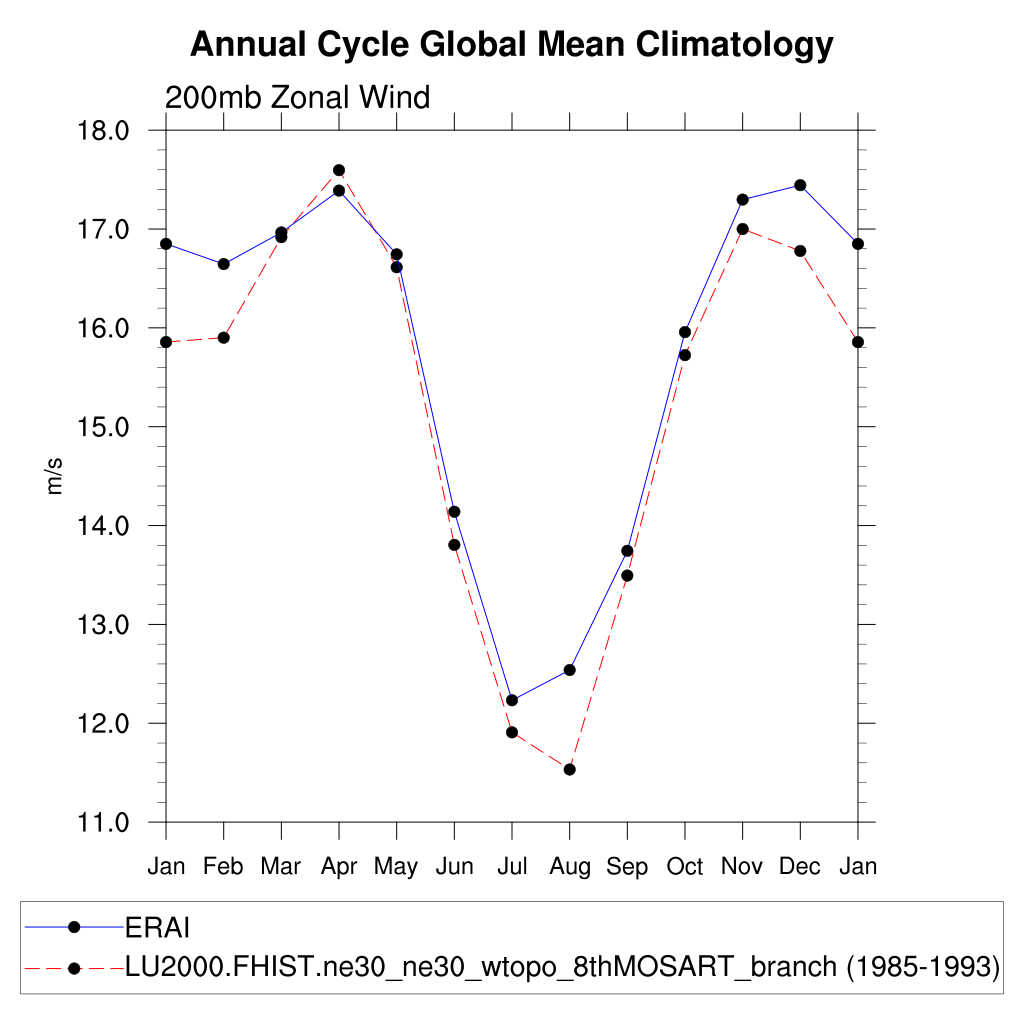 Annual Cycle Global Mean Climatology
200mb Zonal Wind
18.0
17.0
16.0
15.0
m/s
14.0
13.0
12.0
11.0
Jan Feb Mar Apr May Jun Jul Aug Sep Oct Nov Dec Jan
ERAI
LU2000.FHIST.ne30_ne30_wtopo_8thMOSART_branch (1985-1993)